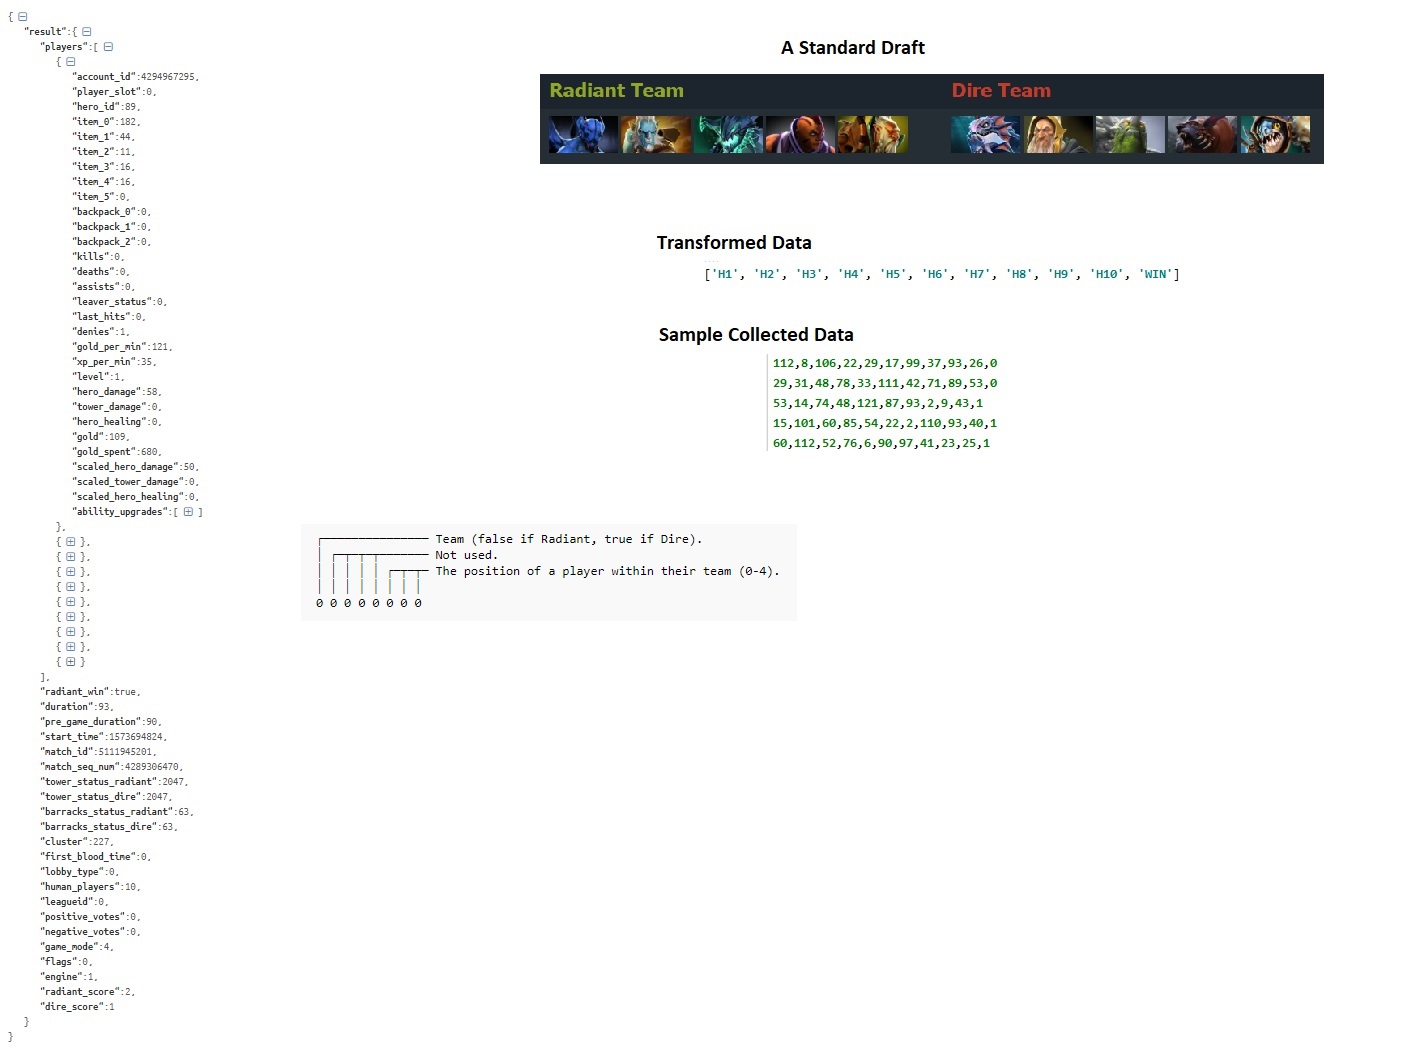 {
"result":{
"players":[
{
"account_id":4294967295,
"player_slot":0,
"hero_id":89,
"item_0":182,
"item_1":44,
"item_2":11,
"item_3":16,
"item_4":16,
"item_5":0,
"backpack_0":0,
"backpack_1":0,
"backpack_2":0,
"kills":0,
"deaths":0,
"assists":0,
"leaver_status":0,
"last_hits":0,
"denies":1,
"gold_per_min":121,
"xp_per_min":35,
"level":1,
"hero_damage":58,
"tower_damage":0,
"hero_healing":0,
"gold":109,
"gold_spent":680,
"scaled_hero_damage":50,
"scaled_tower_damage":0,
"scaled_hero_healing":0,
"ability_upgrades":[ ]
},
{ },
{ },
{ },
{ },
{ },
{ },
{ },
{ },
{ }
],
"radiant_win":true,
"duration":93,
"pre_game_duration":90,
"start_time":1573694824,
"match_id":5111945201,
"match_seq_num":4289306470,
"tower_status_radiant":2047,
"tower_status_dire":2047,
"barracks_status_radiant":63,
"barracks_status_dire":63,
"cluster":227,
"first_blood_time":0,
"lobby_type":0,
"human_players":10,
"leagueid":0,
"positive_votes":0,
"negative_votes":0,
"game_mode":4,
"flags":0,
"engine":1,
"radiant_score":2,
"dire_score":1
}
}
A Standard Draft
Radiant Team
Dire Team
Transformed Data
['H1', 'H2', 'H3', 'H4', 'H5', 'H6', 'H7', 'H8', 'H9', 'H10', 'WIN']
Sample Collected Data
112,8,106,22,29,17,99,37,93,26,0
29,31,48,78,33,111,42,71,89,53,0
53,14,74,48,121,87,93,2,9,43,1
15,101,60,85,54,22,2,110,93,40,1
60,112,52,76,6,90,97,41,23,25,1
Team (false if Radiant, true if Dire).
Not used.
The position of a player within their team (0-4).
0 0 0 0 0 0 0 0